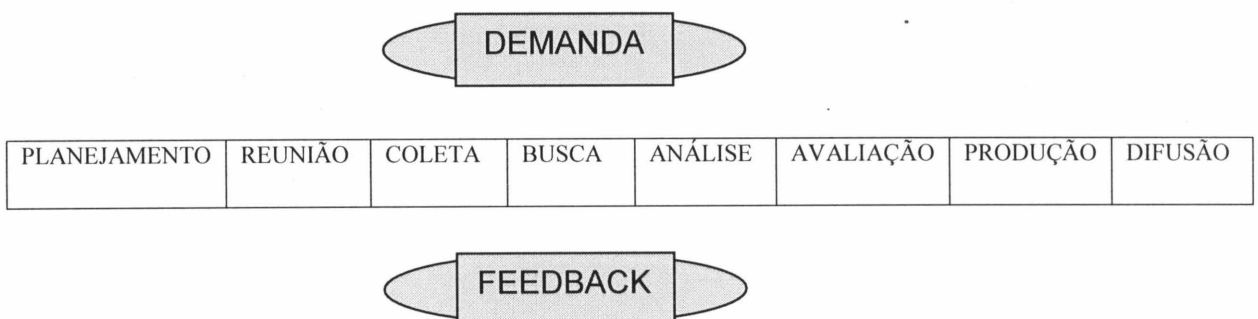 DEMANDA
PLANEJAMENTO REUNIÃO COLETA BUSCA ANÁLISE AVALIAÇÃO PRODUÇÃO DIFUSÃO
FEEDBACK